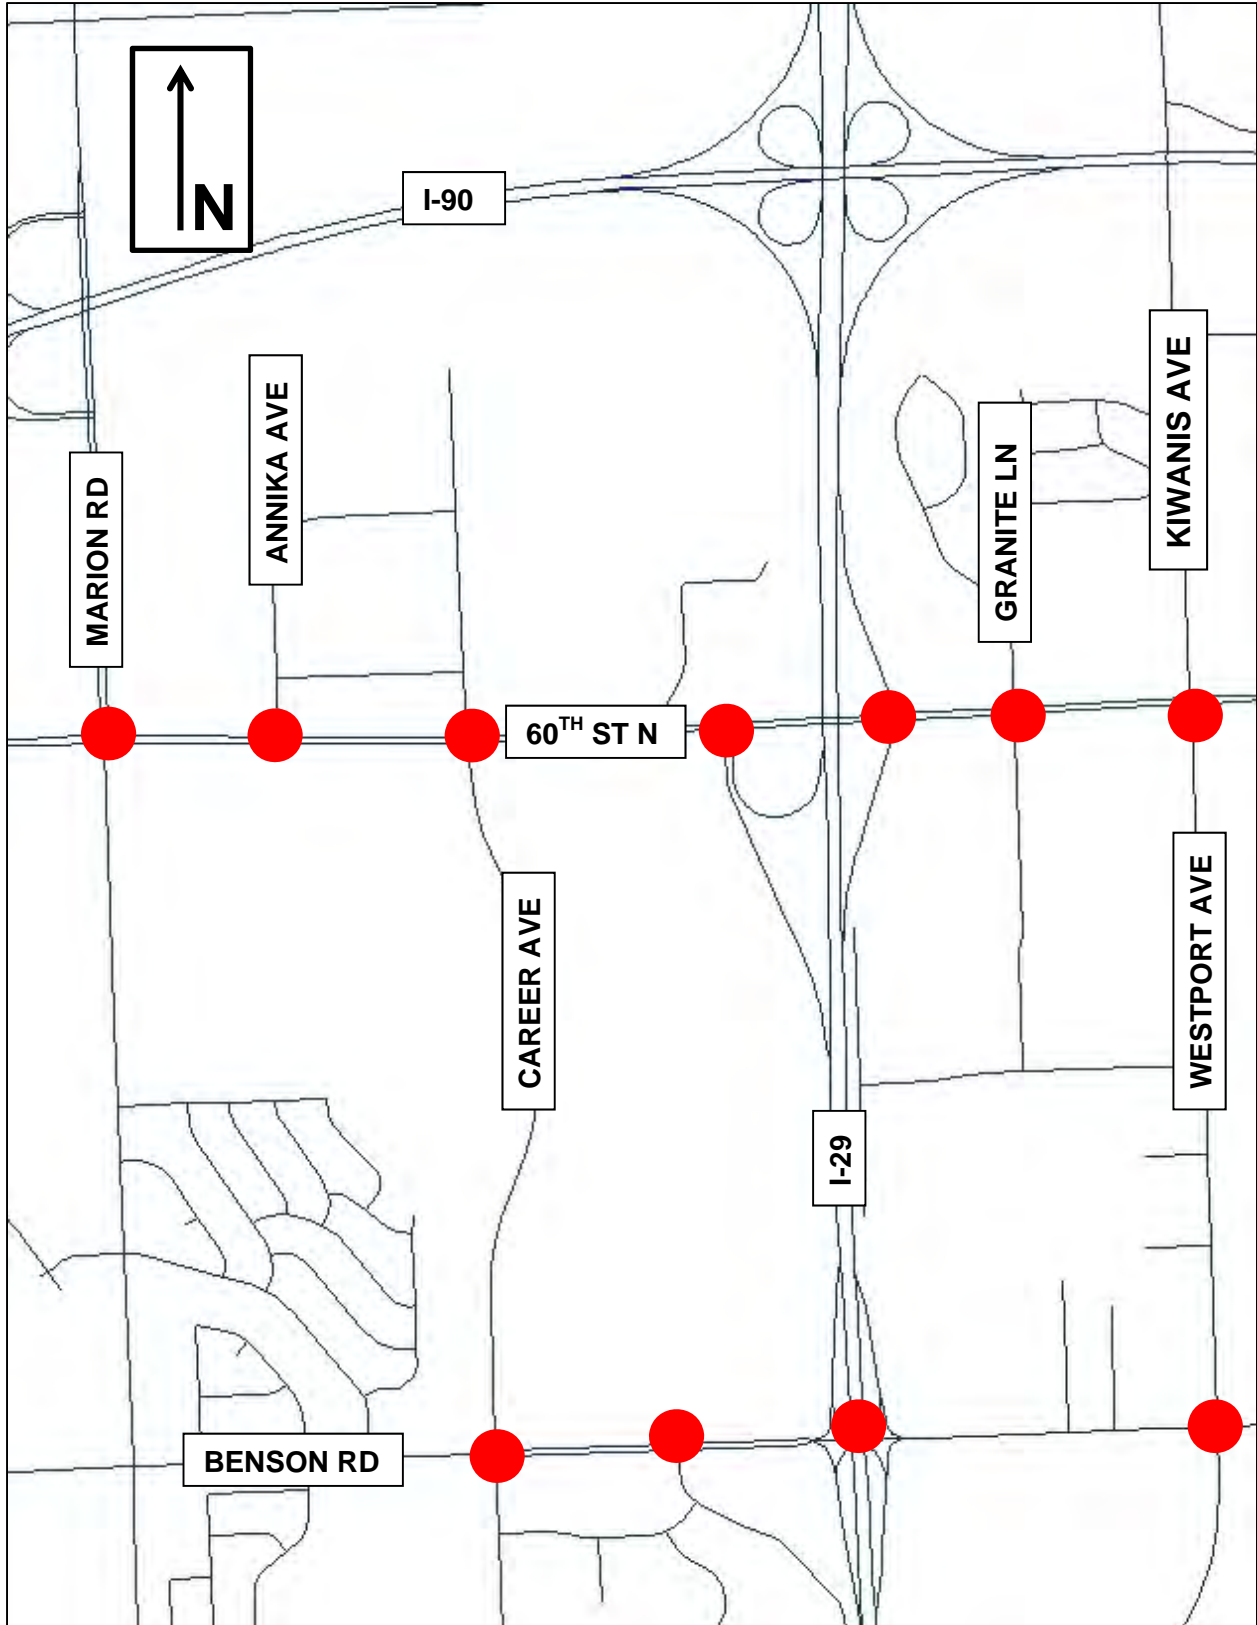 N
I-90
ANNIKA AVE
KIWANIS AVE
GRANITE LN
MARION RD
60TH ST N
WESTPORT AVE
CAREER AVE
I-29
BENSON RD